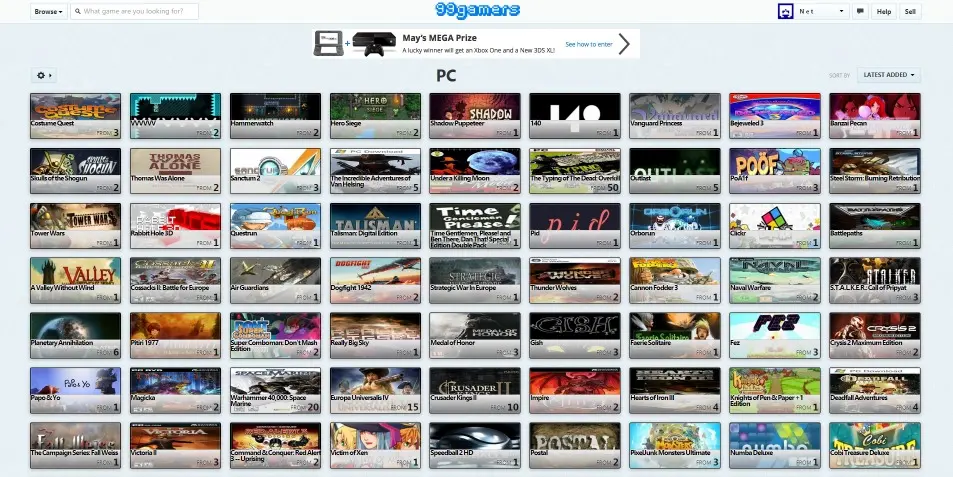 Browse
What game are you looking for?
99gamers
Net
Help
Sell
May's MEGA Prize
A lucky winner will get an Xbox One and a New 3DS XL!
See how to enter
PC
SORT BY
LATEST ADDED
Costume Quest
FROM 3
VVVVVV
FROM 2
Hammerwatch
FROM 2
Hero Siege
FROM 2
Shadow Puppeteer
FROM 1
140
FROM 1
Vanguard Princess
FROM 1
Bejeweled 3
FROM 1
Banzai Pecan
FROM 1
Skulls of the Shogun
FROM 2
Thomas Was Alone
FROM 2
Sanctum 2
FROM 3
The Incredible Adventures of
Van Helsing
FROM 5
Under a Killing Moon
FROM 2
The Typing of The Dead: Overkill
FROM 50
Outlast
FROM 5
PoA1f
FROM 3
Steel Storm: Burning Retribution
FROM 1
Tower Wars
FROM 1
Rabbit Hole 3D
FROM 1
Questrun
FROM 1
Talisman: Digital Edition
FROM 1
Time Gentlemen, Please! and
Ben There, Dan That! Special
Edition Double Pack
FROM 1
Pid
FROM 1
Orborun
FROM 1
Clickr
FROM 1
Battlepaths
FROM 1
A Valley Without Wind
FROM 1
Cossacks II: Battle for Europe
FROM 1
Air Guardians
FROM 1
Dogfight 1942
FROM 2
Strategic War In Europe
FROM 1
Thunder Wolves
FROM 1
Cannon Fodder 3
FROM 1
Naval Warfare
FROM 2
S.T.A.L.K.E.R.: Call of Pripyat
FROM 3
Planetary Annihilation
FROM 6
Pitiri 1977
FROM 1
Super Comboman: Don't Mash
Edition
FROM 2
Really Big Sky
FROM 1
Medal of Honor
FROM 3
Gish
FROM 3
Faerie Solitaire
FROM 1
Fez
FROM 3
Crysis 2 Maximum Edition
FROM 2
Papo & Yo
FROM 1
Magicka
FROM 2
Warhammer 40,000: Space
Marine
FROM 20
Europa Universalis IV
FROM 15
Crusader Kings II
FROM 10
Impire
FROM 2
Hearts of Iron III
FROM 4
Knights of Pen & Paper + 1
Edition
FROM 1
Deadfall Adventures
FROM 4
The Campaign Series: Fall Weiss
FROM 1
Victoria II
FROM 3
Command & Conquer: Red Alert
3 -- Uprising
FROM 2
Victim of Xen
FROM 1
Speedball 2 HD
FROM 1
Postal
FROM 2
PixelJunk Monsters Ultimate
FROM 3
Numba Deluxe
FROM 1
Cobi Treasure Deluxe
FROM 1